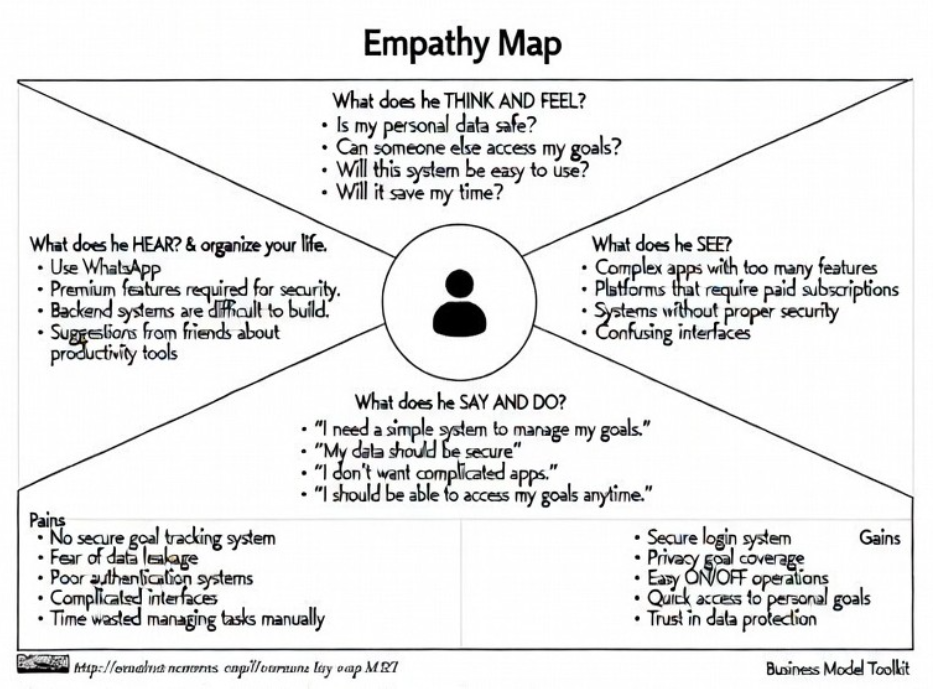 Empathy Map
What does he THINK AND FEEL?
• Is my personal data safe?
• Can someone else access my goals?
• Will this system be easy to use?
• Will it save my time?
What does he HEAR? & organize your life.
• Use WhatsApp
• Premium features required for security.
• Backend systems are difficult to build.
• Suggestions from friends about
productivity tools
What does he SEE?
• Complex apps with too many features
• Platforms that require paid subscriptions
• Systems without proper security
• Confusing interfaces
What does he SAY AND DO?
• "I need a simple system to manage my goals."
• "My data should be secure"
• "I don't want complicated apps."
• "I should be able to access my goals anytime."
Pains
• No secure goal tracking system
• Fear of data leakage
• Poor authentication systems
• Complicated interfaces
• Time wasted managing tasks manually
Gains
• Secure login system
• Privacy goal coverage
• Easy ON/OFF operations
• Quick access to personal goals
• Trust in data protection
Business Model Toolkit